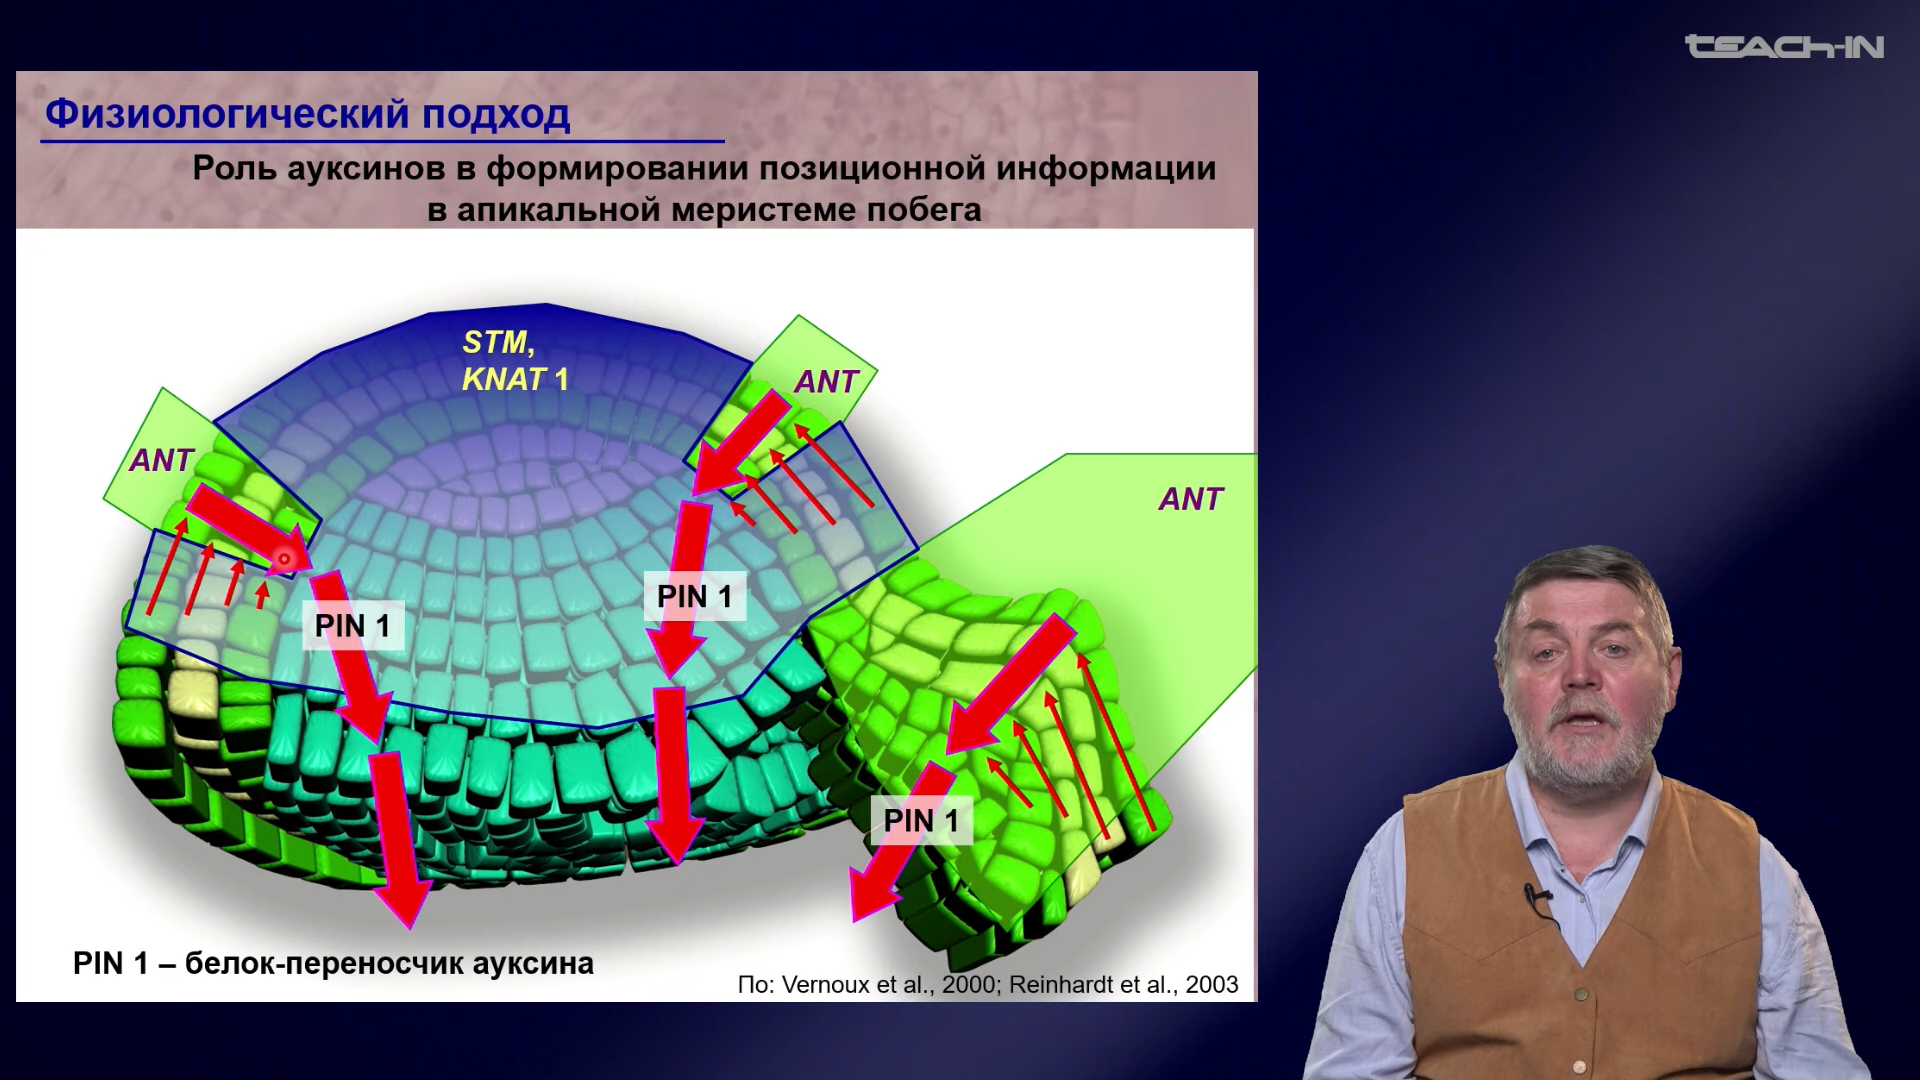 TEACH-IN
Физиологический подход
Роль ауксинов в формировании позиционной информации
в апикальной меристеме побега
STM,
KNAT 1
ANT
ANT
ANT
PIN 1
PIN 1
PIN 1
PIN 1 – белок-переносчик ауксина
По: Vernoux et al., 2000; Reinhardt et al., 2003